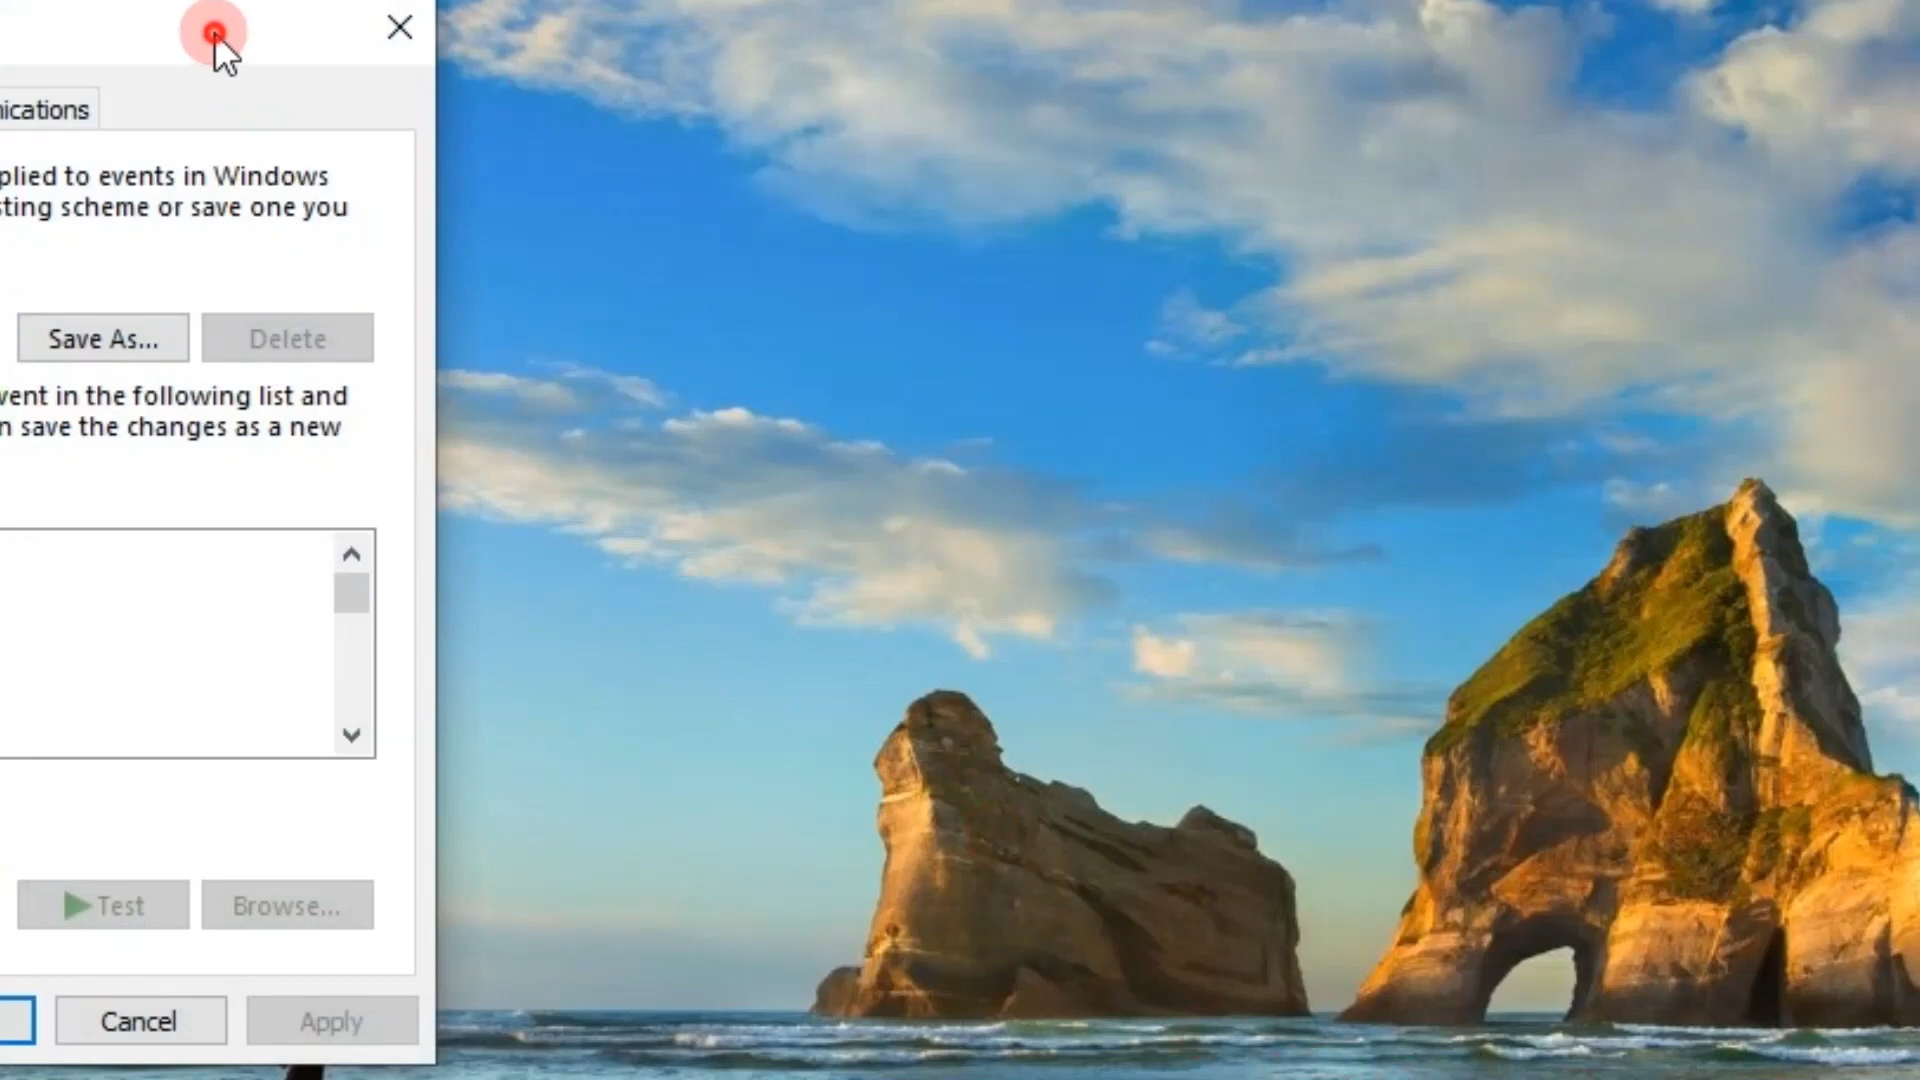 ications
plied to events in Windows
sting scheme or save one you
Save As...
Delete
vent in the following list and
n save the changes as a new
Test
Browse...
Cancel
Apply